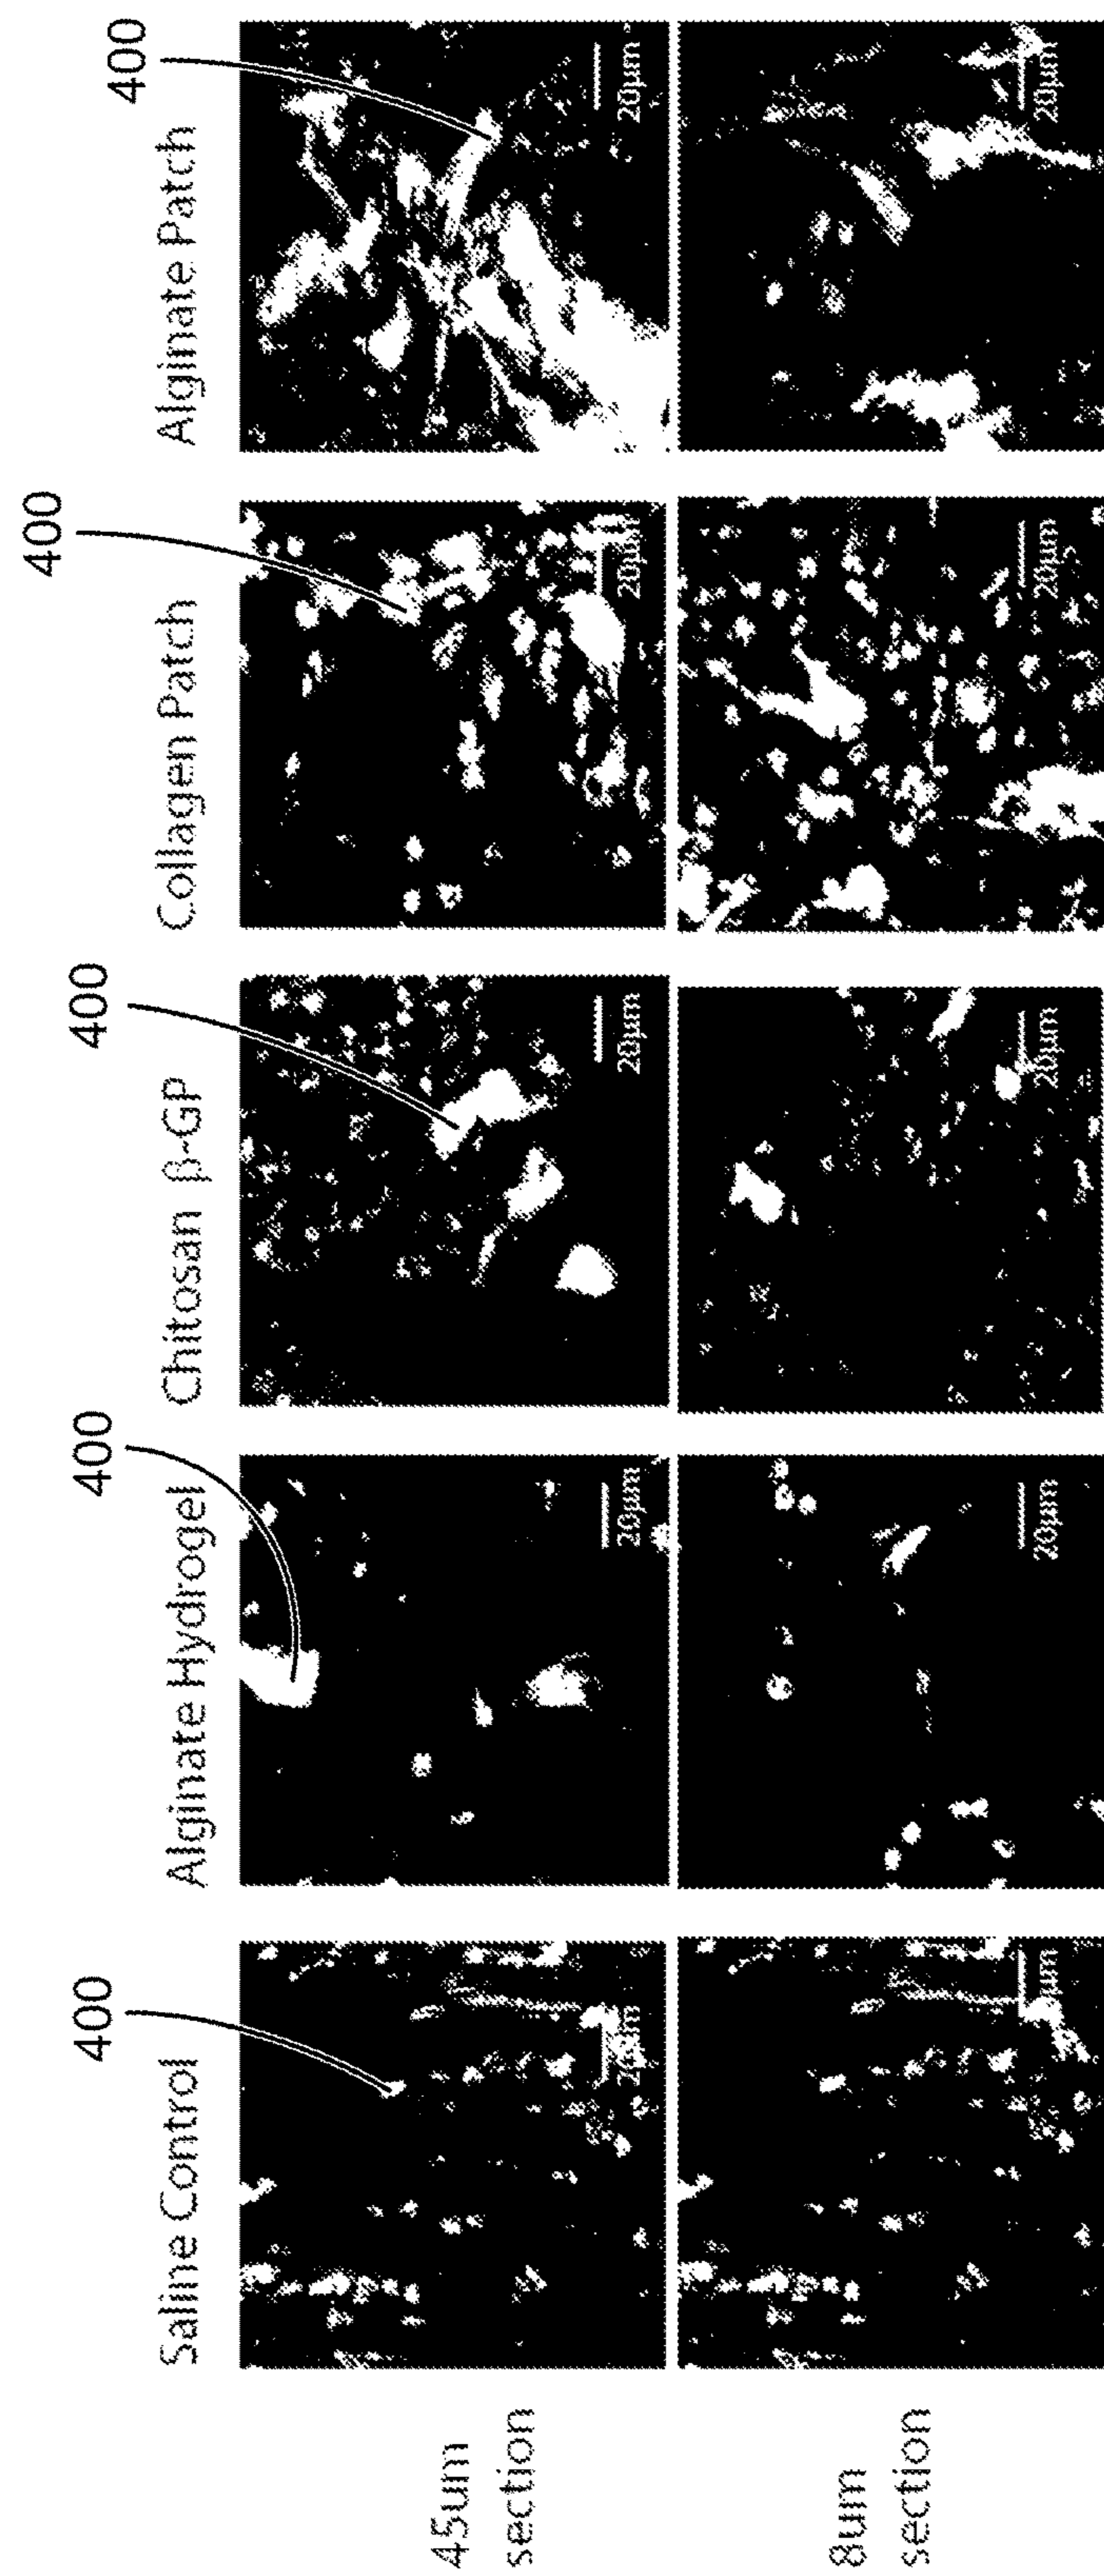 400 400 400 400 400
Saline Control Alginate Hydrogel Chitosan β-GP Collagen Patch Alginate Patch
45um
section
20µm 20µm 20µm 20µm
8um
section
20µm 20µm 20µm 20µm